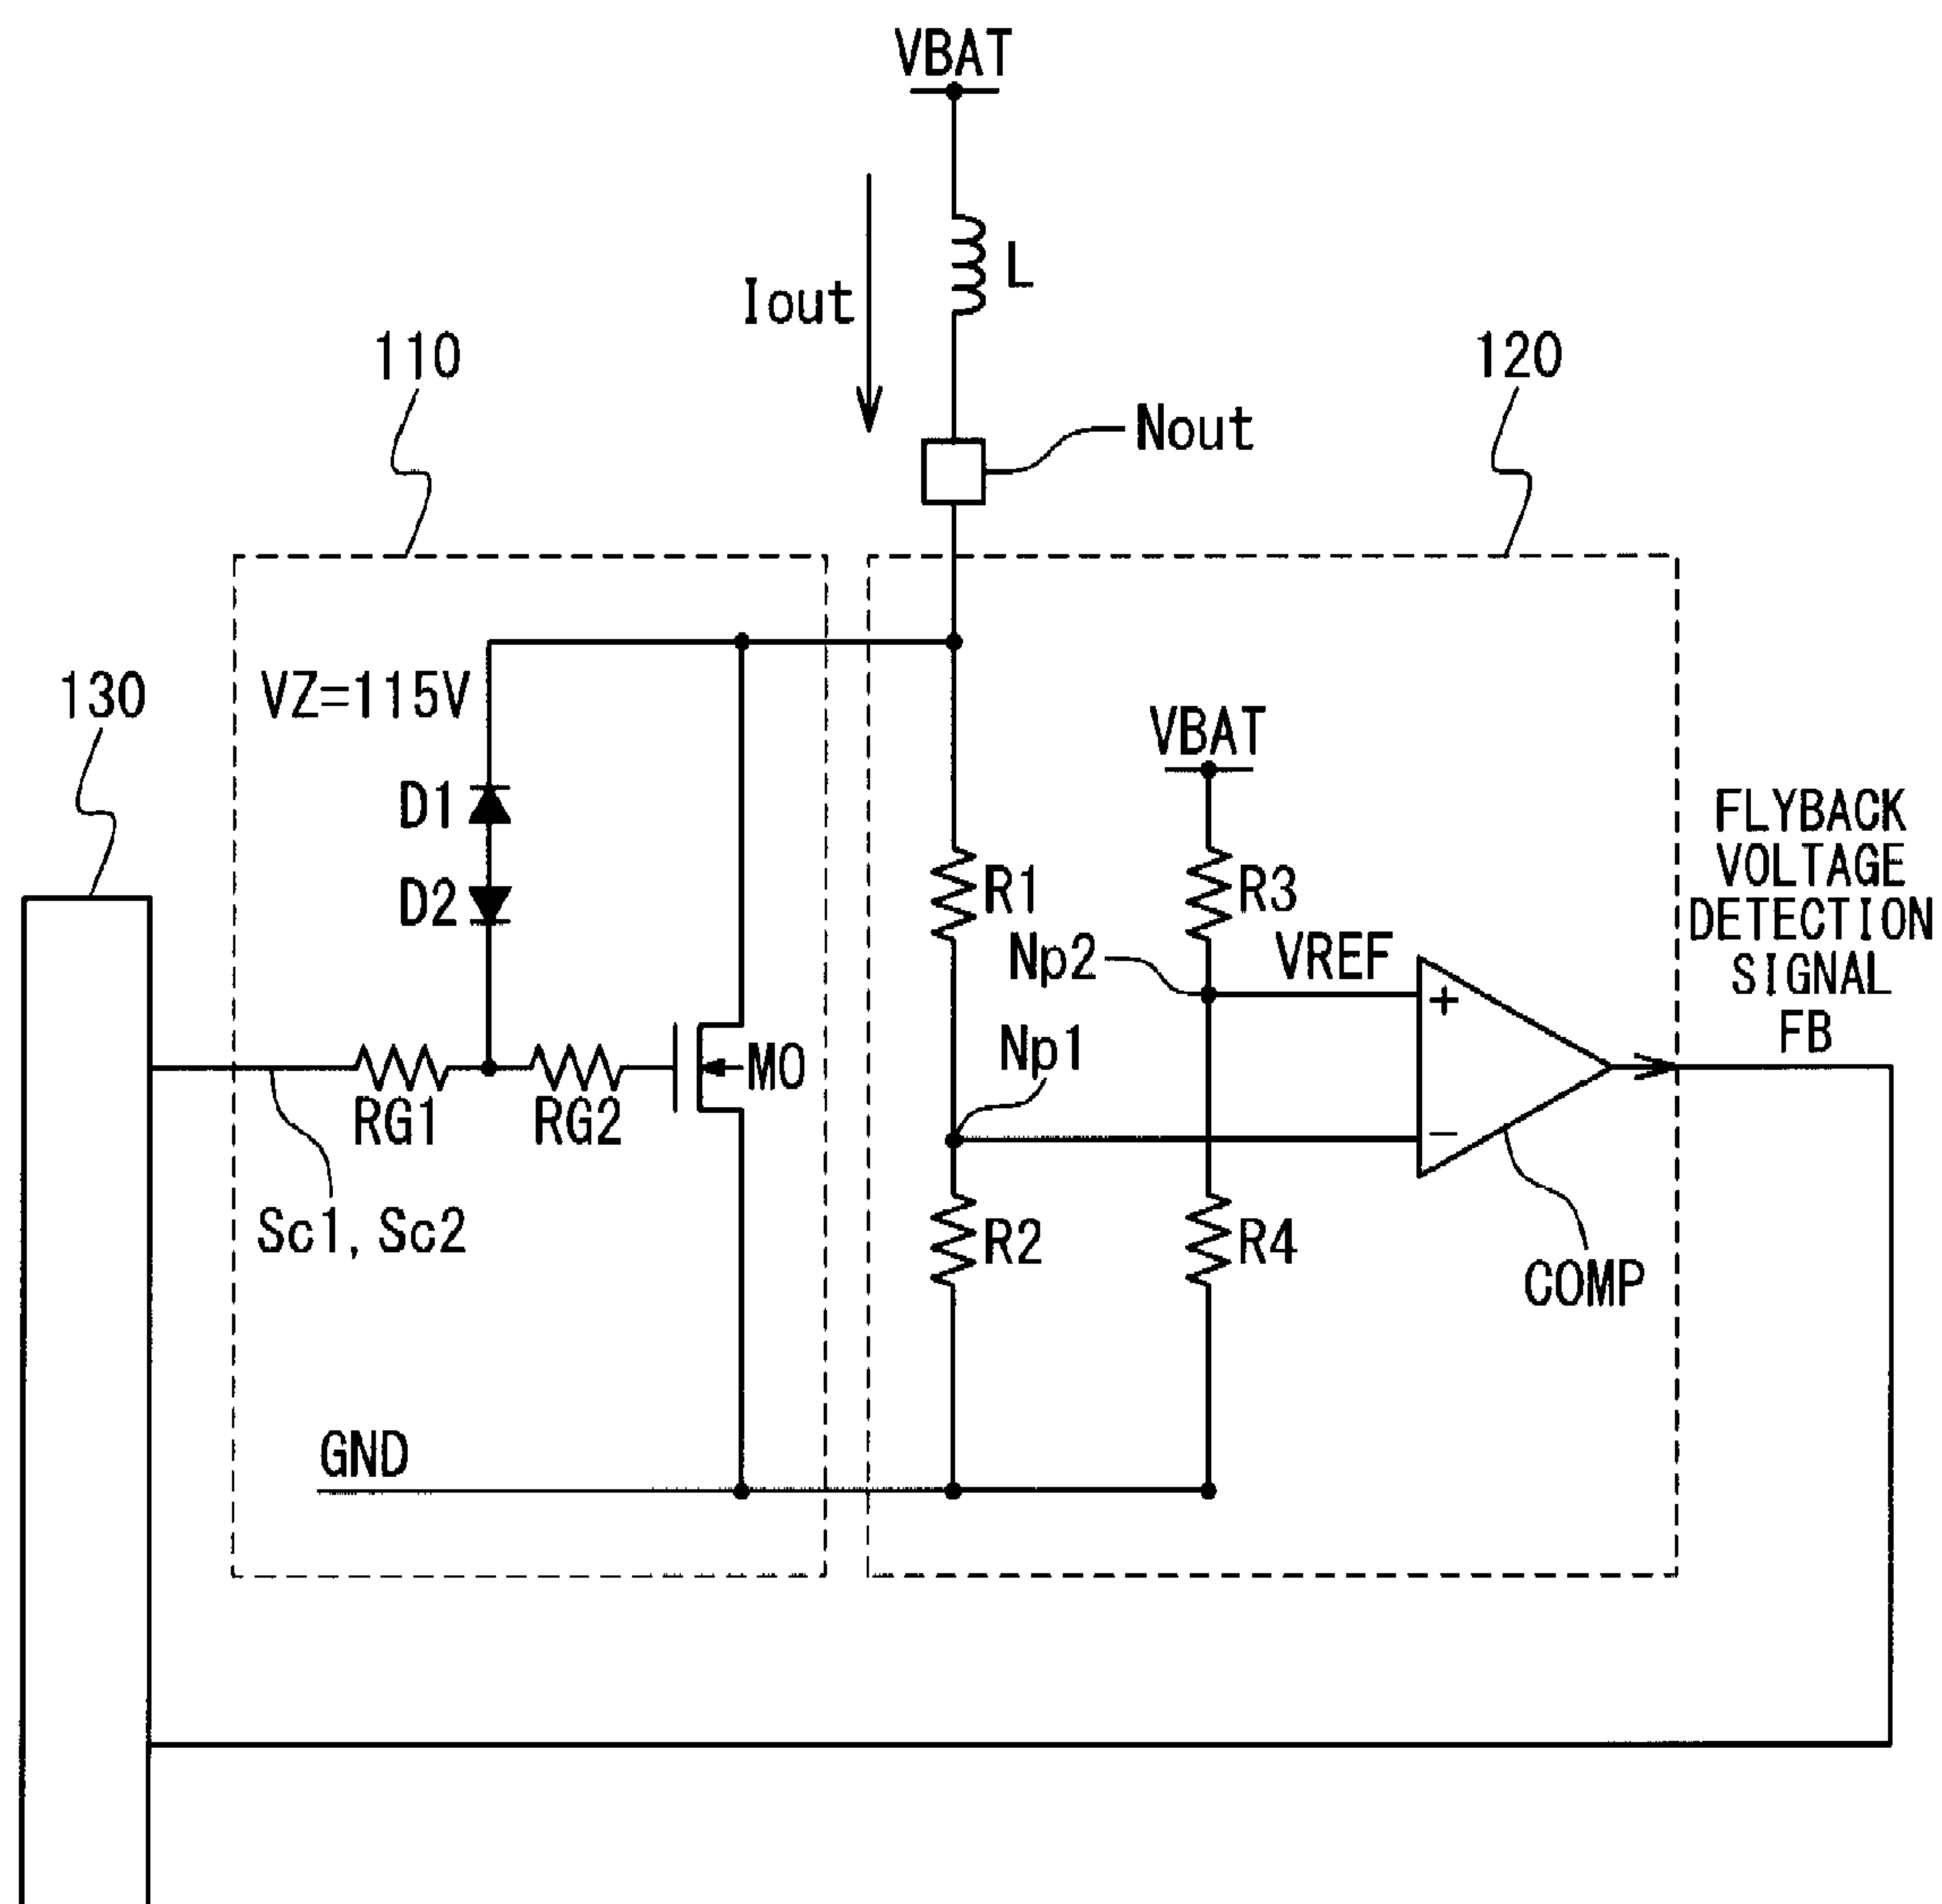 VBAT
L
Iout
110
120
Nout
130
VZ=115V
VBAT
D1
FLYBACK
VOLTAGE
DETECTION
SIGNAL
FB
D2
R1
R3
Np2
VREF
+
Np1
MO
RG1
RG2
−
Sc1, Sc2
R2
R4
COMP
GND